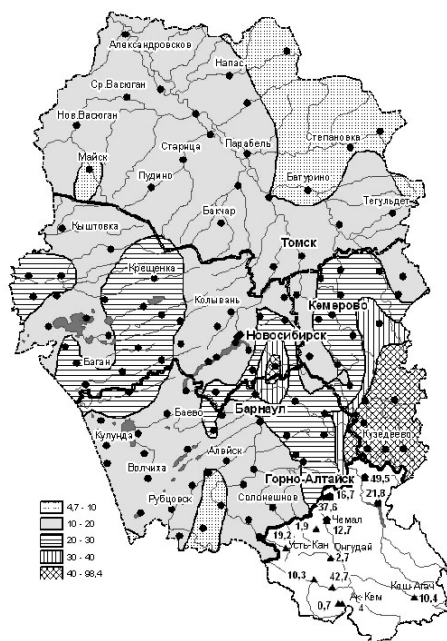 Александровское
Напас
Ср.Васюган
Нов.Васюган
Старица
Парабель
Степановка
Майск
Пудино
Батурино
Тегульдет
Бакчар
Кыштовка
Томск
Крещенка
Колывань
Кемерово
Новосибирск
Баган
Баево
Барнаул
Кулунда
Кузедеево
Алейск
Волчиха
Горно-Алтайск
49,5
Рубцовск
Солонешное
16,7
21,8
37,6
4,7 - 10
1,9
Чемал
12,7
10 - 20
19,2
Усть-Кан
Онгудай
20 - 30
2,7
30 - 40
10,3
42,7
Кош-Агач
40 - 98,4
Ак-Кем
10,4
0,7
4